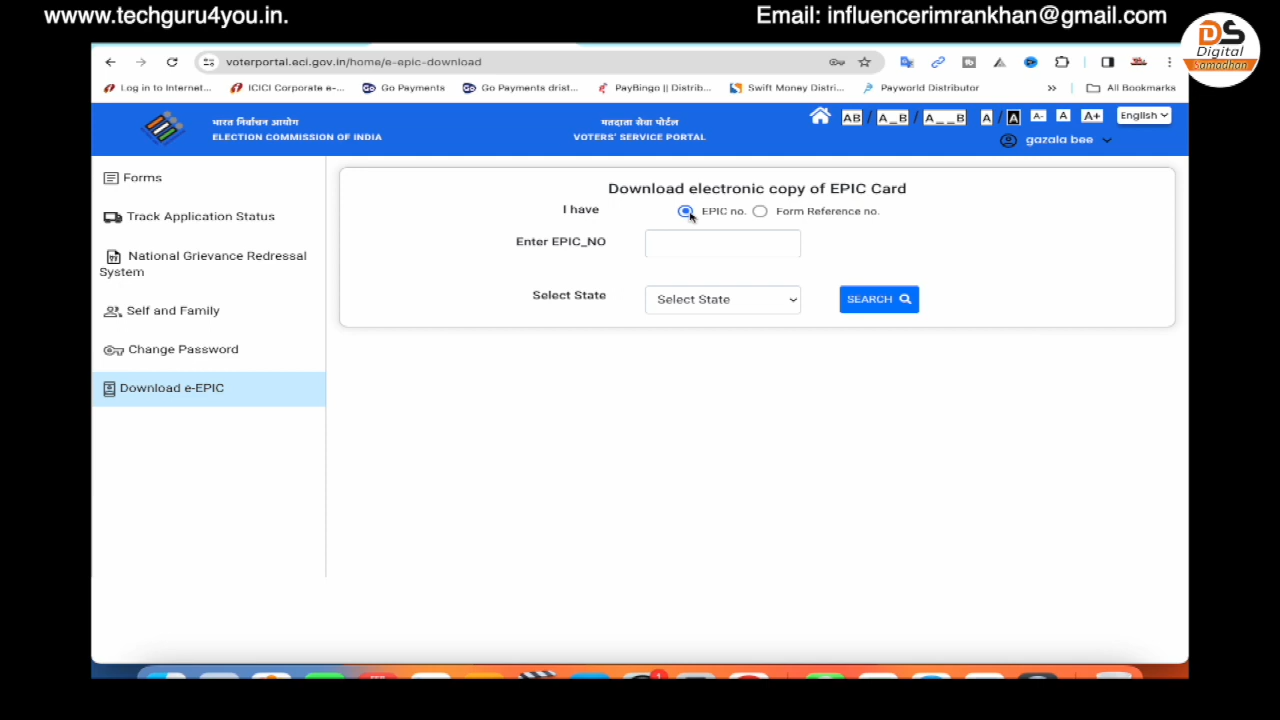 www.techguru4you.in.
Email: influencerimrankhan@gmail.com
DS
Digital
Samadhan
voterportal.eci.gov.in/home/e-epic-download
Log in to Internet...
ICICI Corporate e-...
Go Payments
Go Payments drist...
PayBingo || Distrib...
Swift Money Distri...
Payworld Distributor
»
All Bookmarks
भारत निर्वाचन आयोग
ELECTION COMMISSION OF INDIA
मतदाता सेवा पोर्टल
VOTERS' SERVICE PORTAL
AB / A_B / A__B A / A A- A A+ English
gazala bee
Forms
Track Application Status
National Grievance Redressal
System
Self and Family
Change Password
Download e-EPIC
Download electronic copy of EPIC Card
I have EPIC no. Form Reference no.
Enter EPIC_NO
Select State Select State SEARCH
1